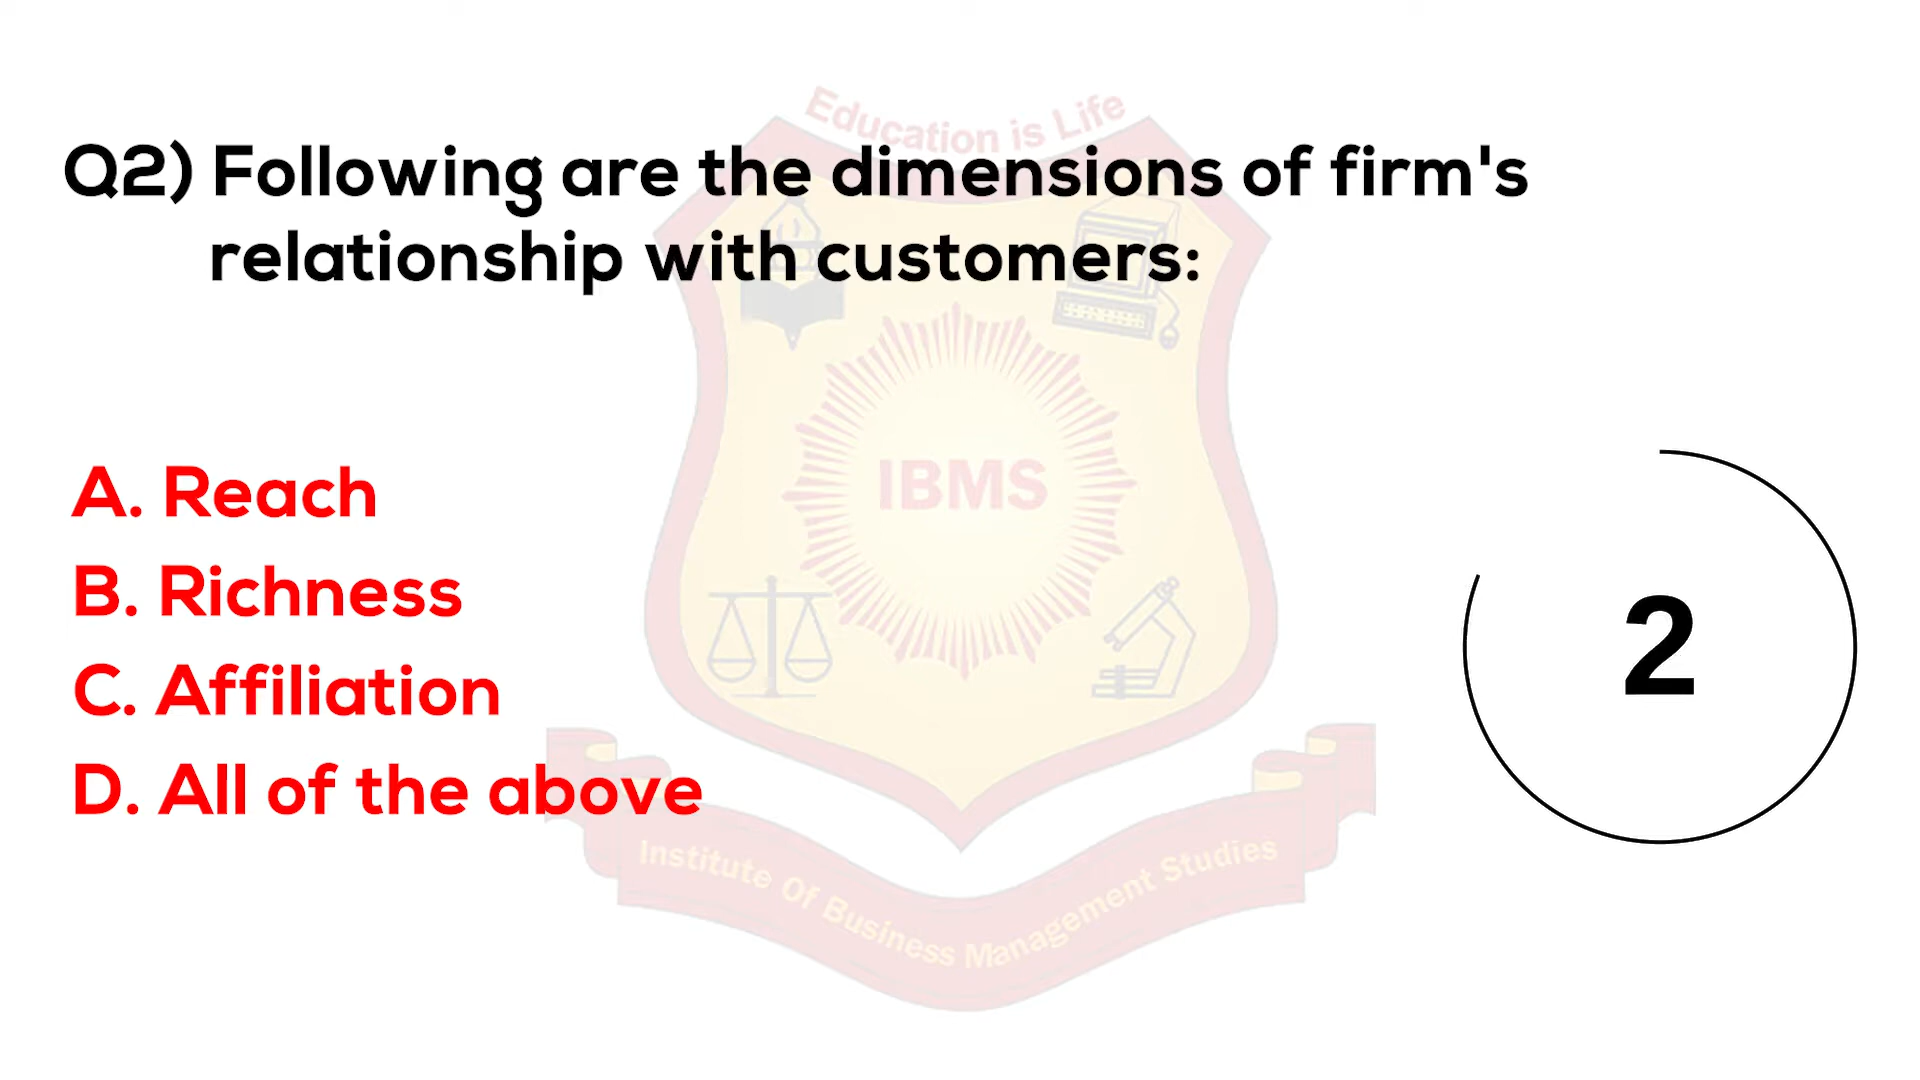 Education is Life
Q2) Following are the dimensions of firm's
relationship with customers:
IBMS
A. Reach
B. Richness
C. Affiliation
D. All of the above
2
Institute Of Business Management Studies